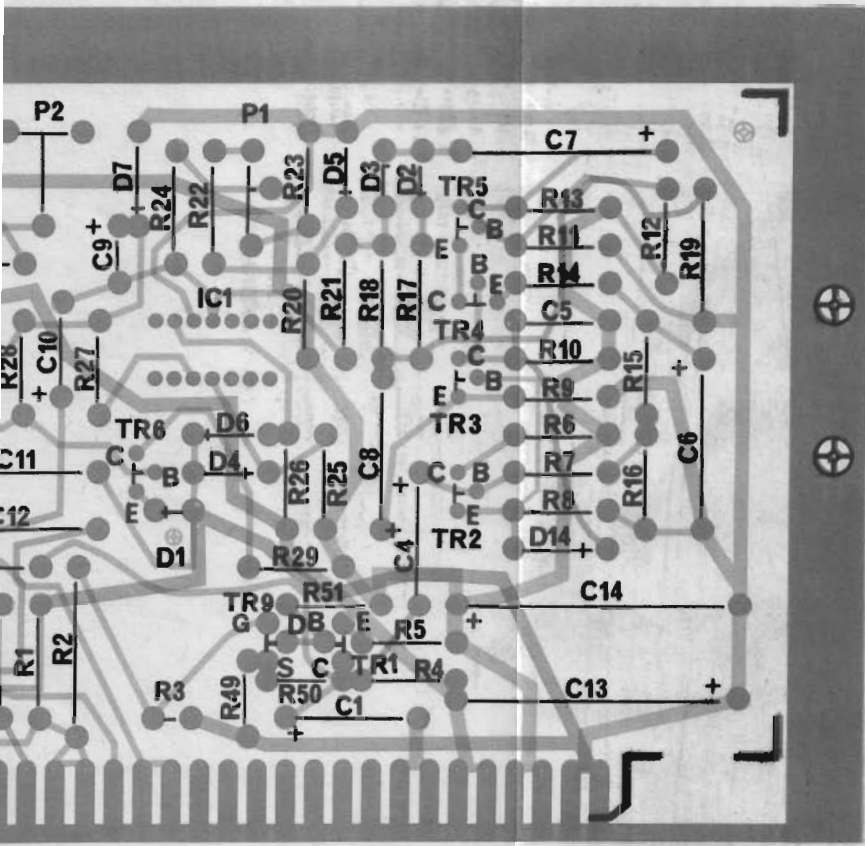 P2
P1
C7 +
D7
R24
R22
R23
D5
D3
D2
TR5
C
B
E
R13
R11
R14
R12
R19
+
C9
IC1
R20
R21
R18
R17
B
E
C
C5
TR4
R28
C10
+
R27
C
B
E
R10
R9
R15
+
TR3
TR6
C
B
E
D6
D4 +
R26
R25
C8
+
R6
R7
R8
R16
C6
C11
C12
C
B
E
+
C4
TR2
D14 +
D1
R29
R51
C14
+
TR9
G
D
B
E
R5
S
C
TR1
R4
R1
R2
R3
R49
R50
C1
+
C13 +